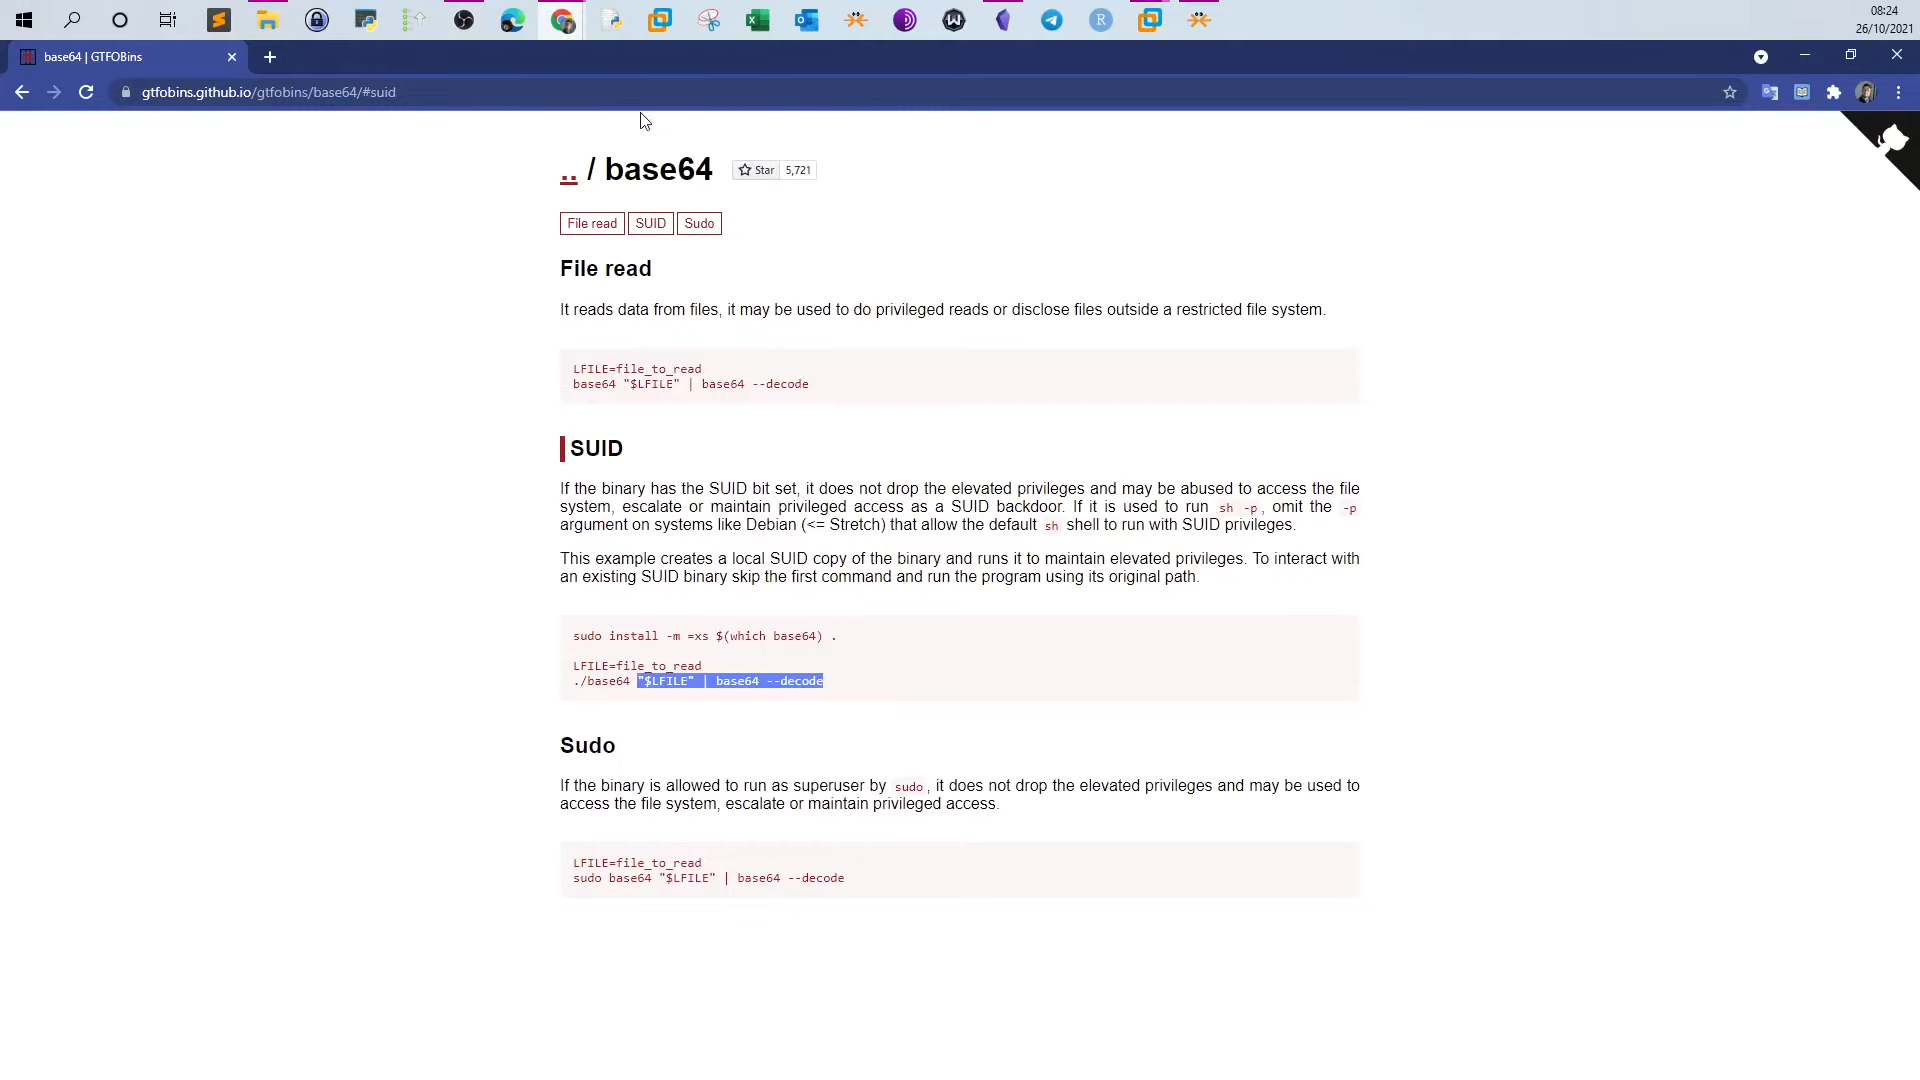 08:24
26/10/2021
base64 | GTFOBins
gtfobins.github.io/gtfobins/base64/#suid
.. / base64
Star 5,721
File read SUID Sudo
File read
It reads data from files, it may be used to do privileged reads or disclose files outside a restricted file system.
LFILE=file_to_read
base64 "$LFILE" | base64 --decode
SUID
If the binary has the SUID bit set, it does not drop the elevated privileges and may be abused to access the file
system, escalate or maintain privileged access as a SUID backdoor. If it is used to run sh -p, omit the -p
argument on systems like Debian (<= Stretch) that allow the default sh shell to run with SUID privileges.
This example creates a local SUID copy of the binary and runs it to maintain elevated privileges. To interact with
an existing SUID binary skip the first command and run the program using its original path.
sudo install -m =xs $(which base64) .
LFILE=file_to_read
./base64 "$LFILE" | base64 --decode
Sudo
If the binary is allowed to run as superuser by sudo, it does not drop the elevated privileges and may be used to
access the file system, escalate or maintain privileged access.
LFILE=file_to_read
sudo base64 "$LFILE" | base64 --decode